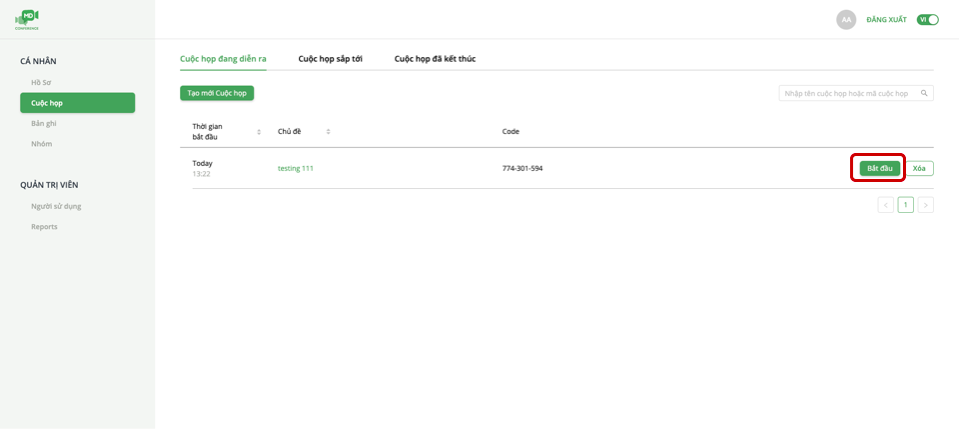 MD
CONFERENCE
AA
ĐĂNG XUẤT
VI
CÁ NHÂN
Hồ Sơ
Cuộc họp
Bản ghi
Nhóm
QUẢN TRỊ VIÊN
Người sử dụng
Reports
Cuộc họp đang diễn ra
Cuộc họp sắp tới
Cuộc họp đã kết thúc
Tạo mới Cuộc họp
Nhập tên cuộc họp hoặc mã cuộc họp
Thời gian
bắt đầu
Chủ đề
Code
Today
13:22
testing 111
774-301-594
Bắt đầu
Xóa
1